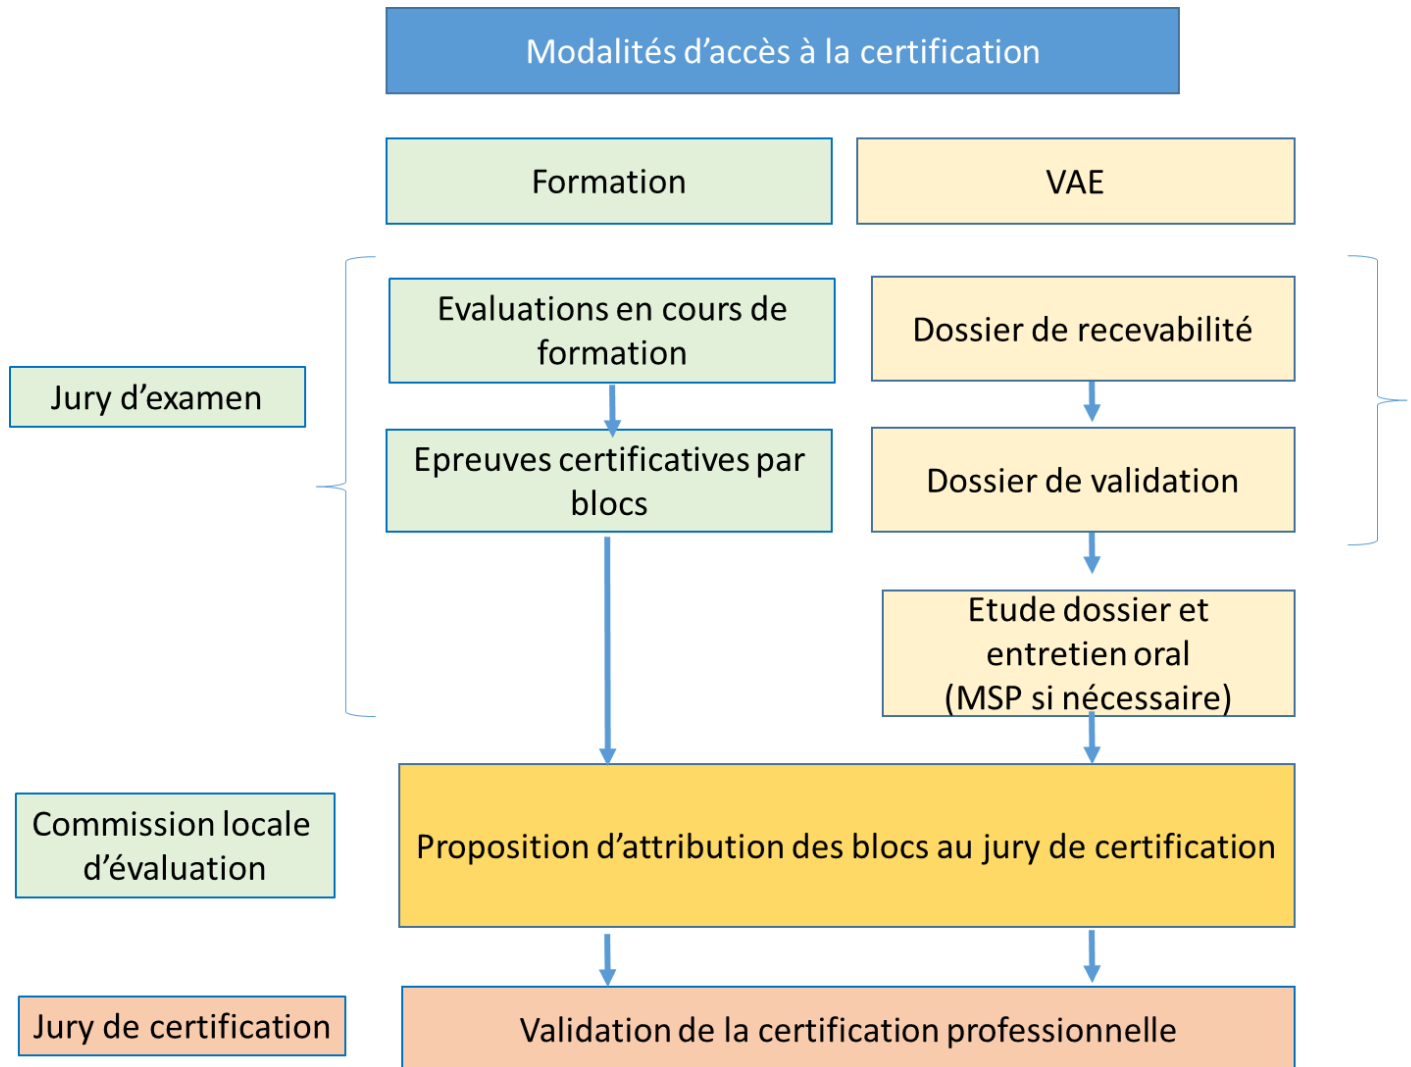 Modalités d’accès à la certification
Formation
VAE
Evaluations en cours de
formation
Dossier de recevabilité
Jury d’examen
Epreuves certificatives par
blocs
Dossier de validation
Etude dossier et
entretien oral
(MSP si nécessaire)
Commission locale
d’évaluation
Proposition d’attribution des blocs au jury de certification
Jury de certification
Validation de la certification professionnelle